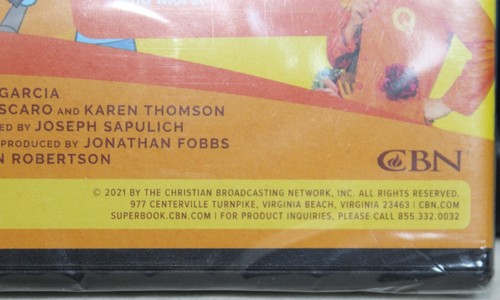 GARCIA
SCARO AND KAREN THOMSON
ED BY JOSEPH SAPULICH
PRODUCED BY JONATHAN FOBBS
N ROBERTSON
CBN
© 2021 BY THE CHRISTIAN BROADCASTING NETWORK, INC. ALL RIGHTS RESERVED.
977 CENTERVILLE TURNPIKE, VIRGINIA BEACH, VIRGINIA 23463 | CBN.COM
SUPERBOOK.CBN.COM | FOR PRODUCT INQUIRIES, PLEASE CALL 855.332.0032